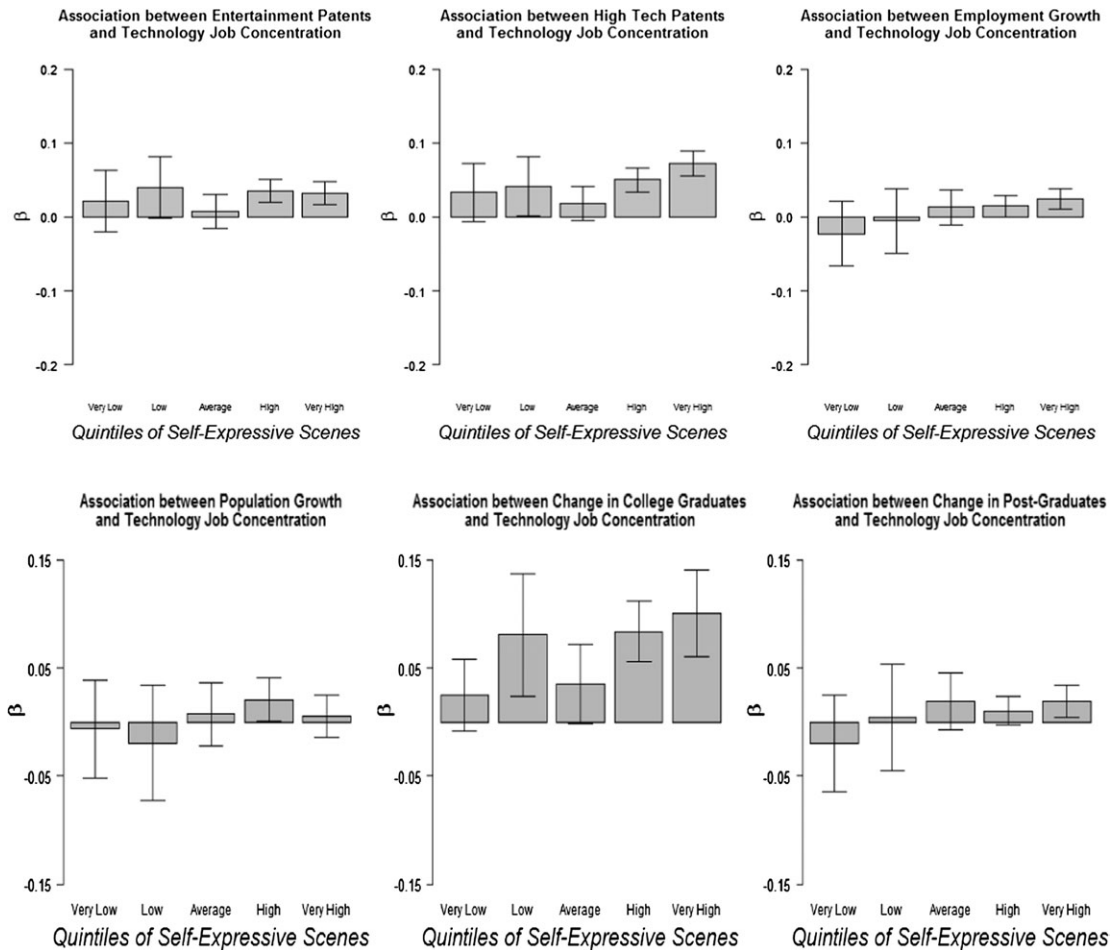 Association between Entertainment Patents
and Technology Job Concentration
0.2
0.1
0.0
-0.1
-0.2
β
Very Low Low Average High Very High
Quintiles of Self-Expressive Scenes
Association between High Tech Patents
and Technology Job Concentration
0.2
0.1
0.0
-0.1
-0.2
β
Very Low Low Average High Very High
Quintiles of Self-Expressive Scenes
Association between Employment Growth
and Technology Job Concentration
0.2
0.1
0.0
-0.1
-0.2
β
Very Low Low Average High Very High
Quintiles of Self-Expressive Scenes
Association between Population Growth
and Technology Job Concentration
0.15
0.05
-0.05
-0.15
β
Very Low Low Average High Very High
Quintiles of Self-Expressive Scenes
Association between Change in College Graduates
and Technology Job Concentration
0.15
0.05
-0.05
-0.15
β
Very Low Low Average High Very High
Quintiles of Self-Expressive Scenes
Association between Change in Post-Graduates
and Technology Job Concentration
0.15
0.05
-0.05
-0.15
β
Very Low Low Average High Very High
Quintiles of Self-Expressive Scenes